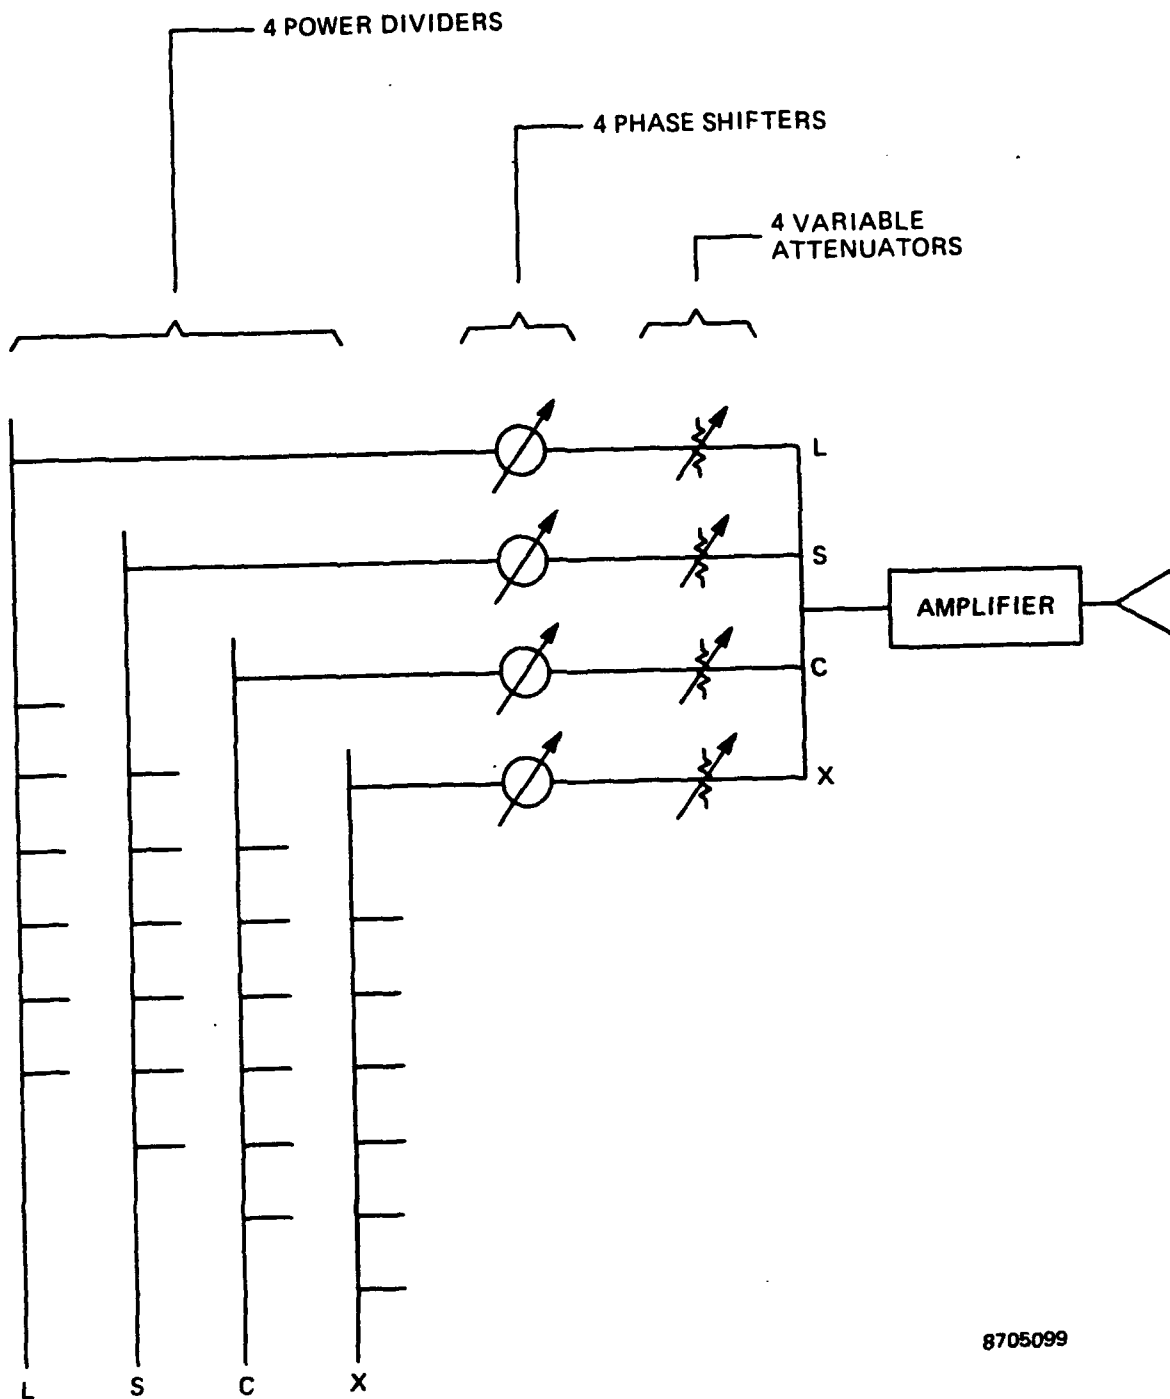 4 POWER DIVIDERS
4 PHASE SHIFTERS
4 VARIABLE
ATTENUATORS
L
S
C
X
AMPLIFIER
8705099
L
S
C
X